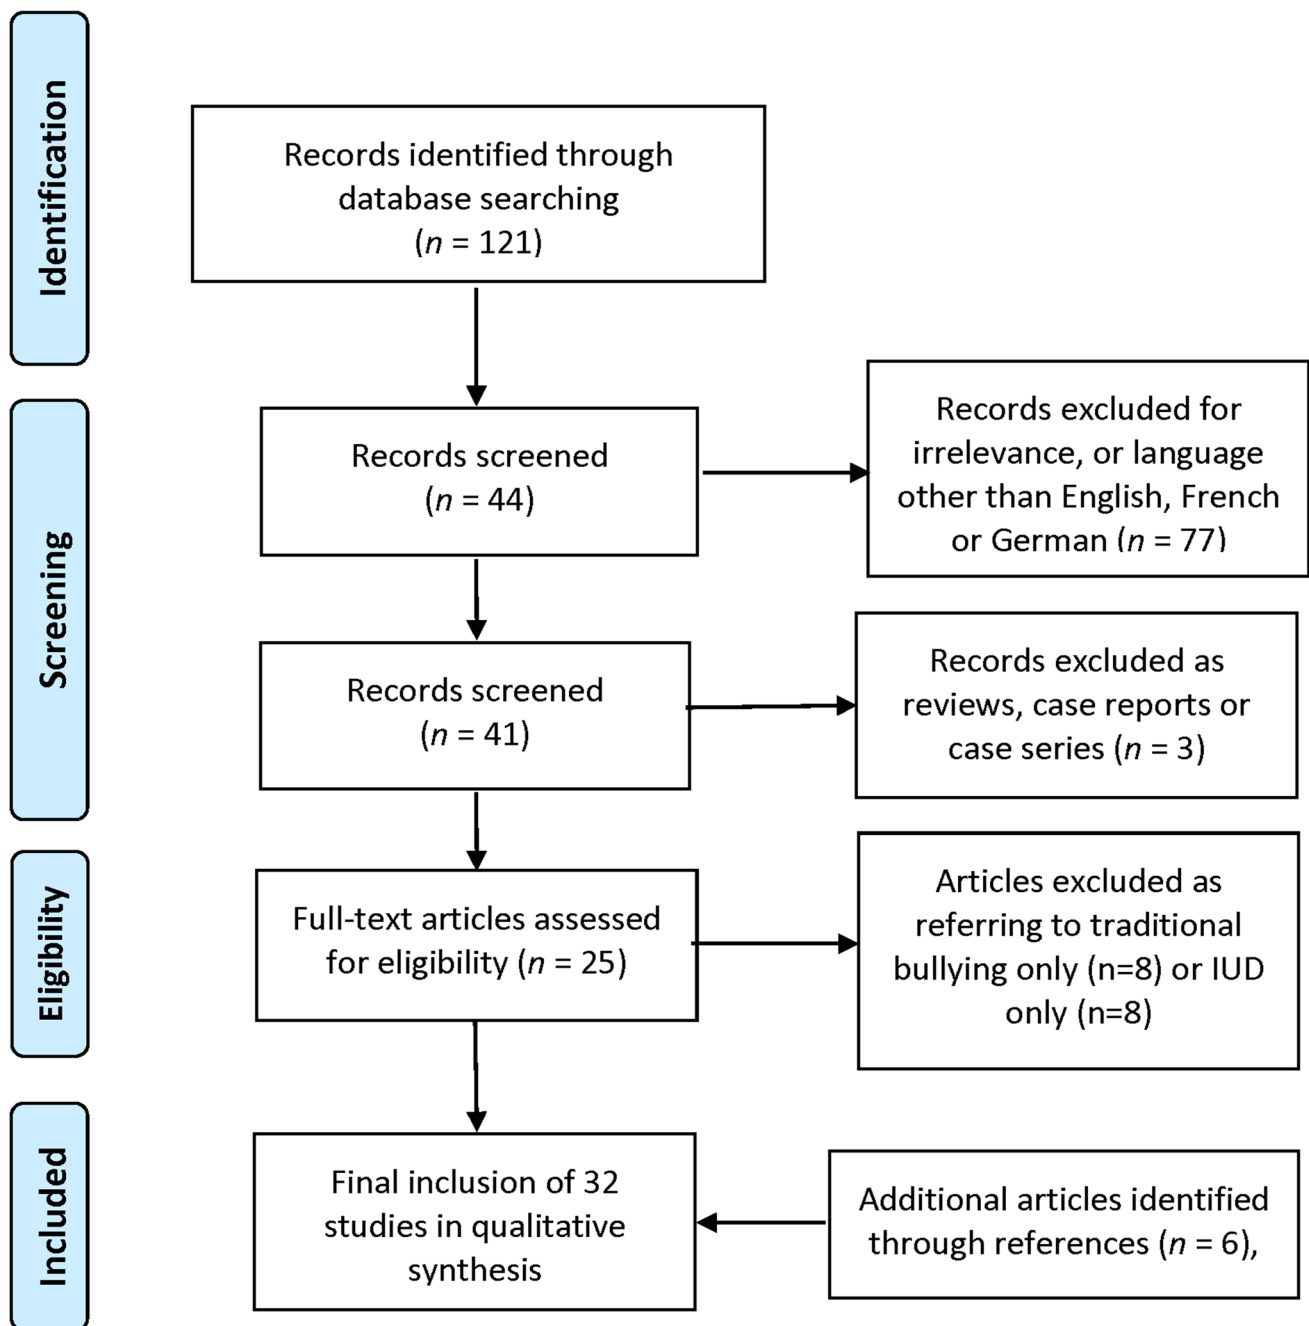 Identification
Records identified through
database searching
(n = 121)
Screening
Records screened
(n = 44)
Records excluded for
irrelevance, or language
other than English, French
or German (n = 77)
Records screened
(n = 41)
Records excluded as
reviews, case reports or
case series (n = 3)
Eligibility
Full-text articles assessed
for eligibility (n = 25)
Articles excluded as
referring to traditional
bullying only (n=8) or IUD
only (n=8)
Included
Final inclusion of 32
studies in qualitative
synthesis
Additional articles identified
through references (n = 6),